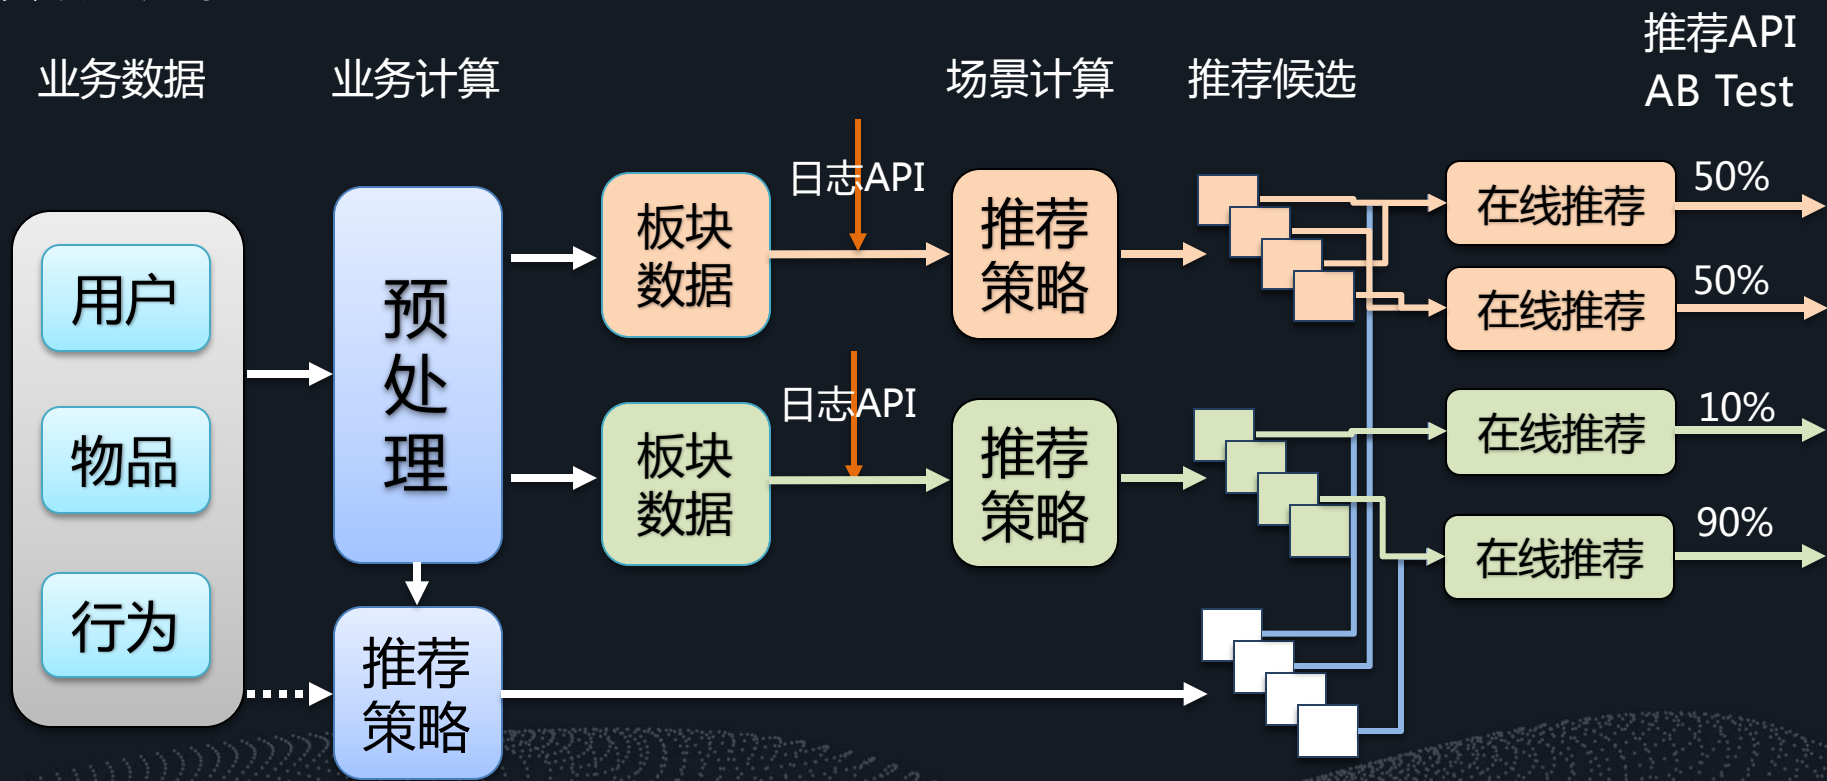 业务数据
业务计算
场景计算
推荐候选
推荐API
AB Test
用户
物品
行为
预
处
理
推荐
策略
板块
数据
日志API
推荐
策略
板块
数据
日志API
推荐
策略
在线推荐
50%
在线推荐
50%
在线推荐
10%
在线推荐
90%